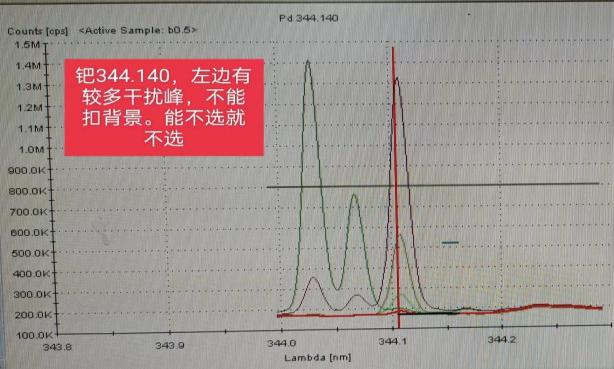 Pd 344.140
Counts [cps] <Active Sample: b0.5>
1.5M
1.4M
1.3M
1.2M
1.1M
1.0M
900.0K
800.0K
700.0K
600.0K
500.0K
400.0K
300.0K
200.0K
100.0K
钯344.140，左边有
较多干扰峰，不能
扣背景。能不选就
不选
343.8
343.9
344.0
344.1
344.2
Lambda [nm]